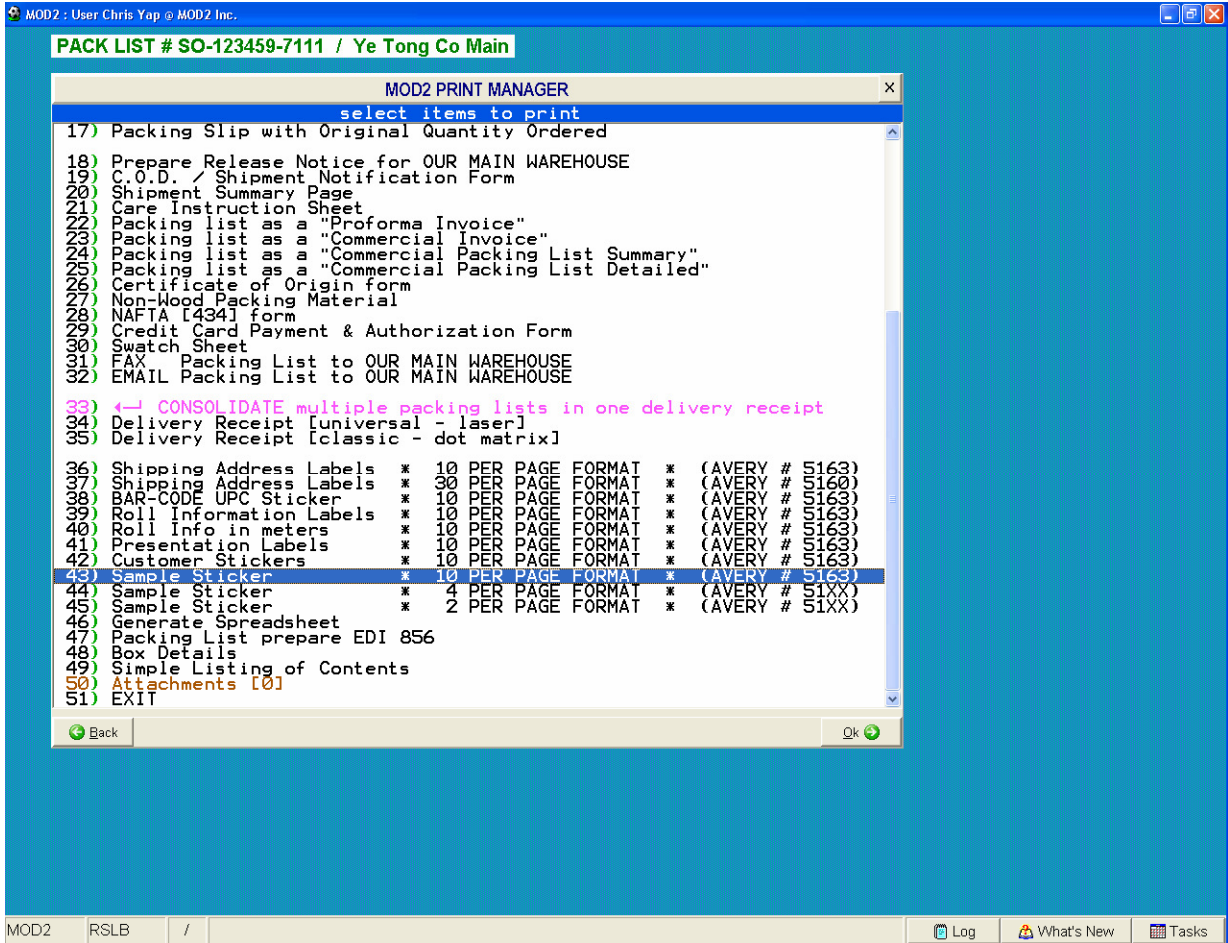 MOD2 : User Chris Yap @ MOD2 Inc.
PACK LIST # SO-123459-7111 / Ye Tong Co Main
MOD2 PRINT MANAGER
select items to print
17) Packing Slip with Original Quantity Ordered
18) Prepare Release Notice for OUR MAIN WAREHOUSE
19) C.O.D. / Shipment Notification Form
20) Shipment Summary Page
21) Care Instruction Sheet
22) Packing list as a "Proforma Invoice"
23) Packing list as a "Commercial Invoice"
24) Packing list as a "Commercial Packing List Summary"
25) Packing list as a "Commercial Packing List Detailed"
26) Certificate of Origin form
27) Non-Wood Packing Material
28) NAFTA [434] form
29) Credit Card Payment & Authorization Form
30) Swatch Sheet
31) FAX Packing List to OUR MAIN WAREHOUSE
32) EMAIL Packing List to OUR MAIN WAREHOUSE
33) CONSOLIDATE multiple packing lists in one delivery receipt
34) Delivery Receipt [universal - laser]
35) Delivery Receipt [classic - dot matrix]
36) Shipping Address Labels * 10 PER PAGE FORMAT * (AVERY # 5163)
37) Shipping Address Labels * 30 PER PAGE FORMAT * (AVERY # 5160)
38) BAR-CODE UPC Sticker * 10 PER PAGE FORMAT * (AVERY # 5163)
39) Roll Information Labels * 10 PER PAGE FORMAT * (AVERY # 5163)
40) Roll Info in meters * 10 PER PAGE FORMAT * (AVERY # 5163)
41) Presentation Labels * 10 PER PAGE FORMAT * (AVERY # 5163)
42) Customer Stickers * 10 PER PAGE FORMAT * (AVERY # 5163)
43) Sample Sticker * 10 PER PAGE FORMAT * (AVERY # 5163)
44) Sample Sticker * 4 PER PAGE FORMAT * (AVERY # 51XX)
45) Sample Sticker * 2 PER PAGE FORMAT * (AVERY # 51XX)
46) Generate Spreadsheet
47) Packing List prepare EDI 856
48) Box Details
49) Simple Listing of Contents
50) Attachments [0]
51) EXIT
Back Ok
MOD2 RSLB / Log What's New Tasks